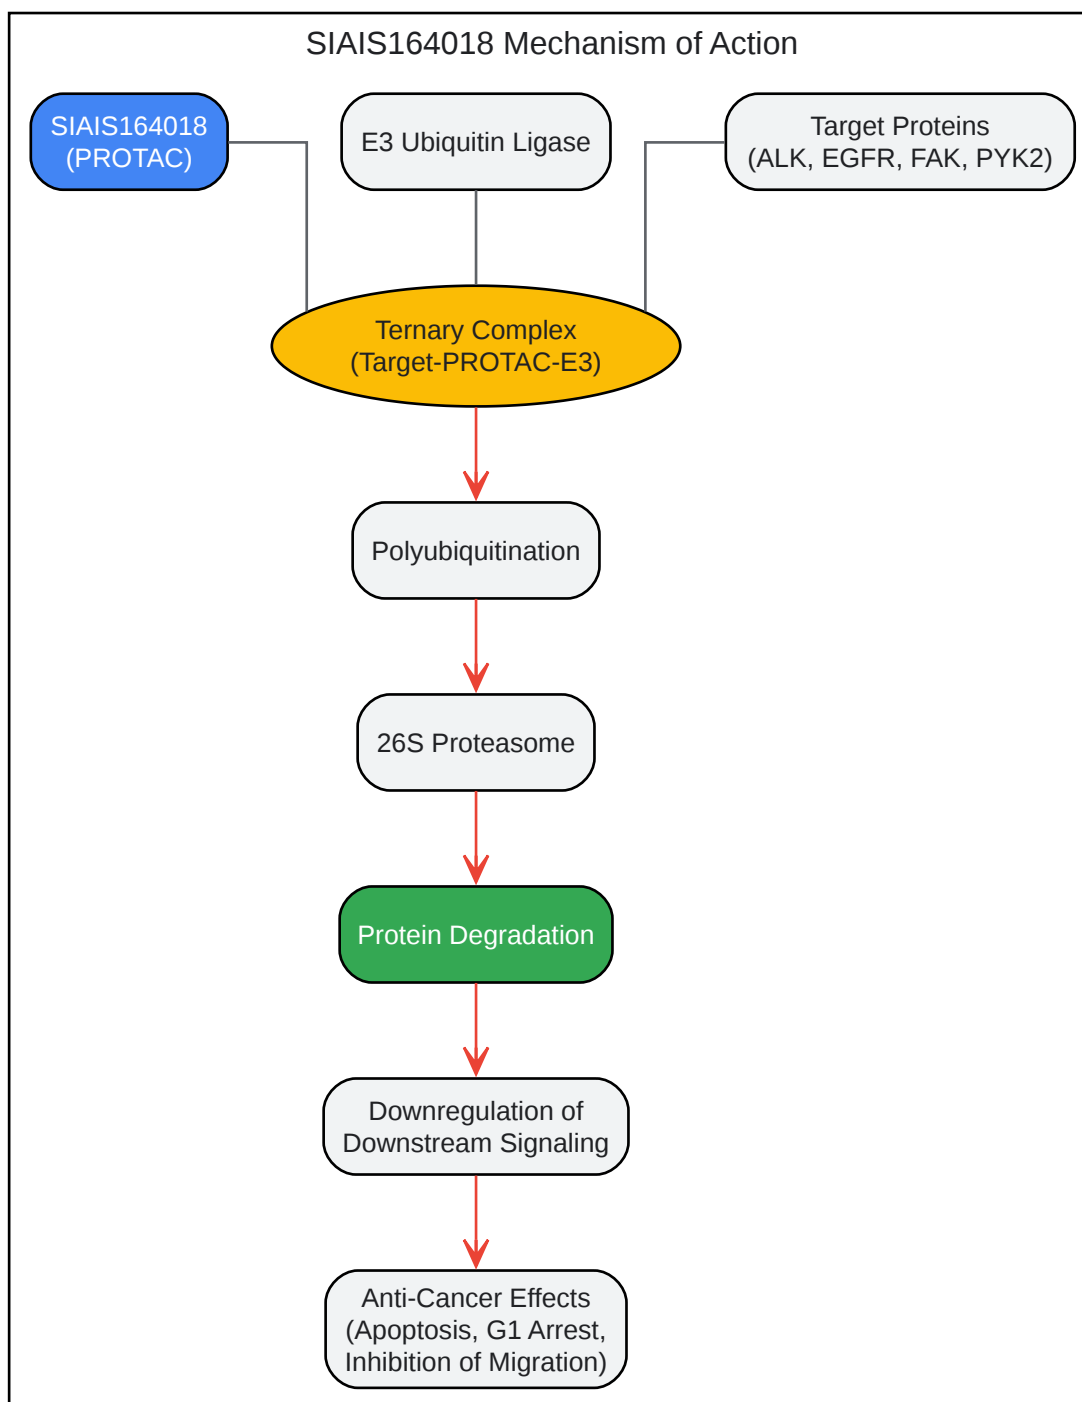 SIAIS164018 Mechanism of Action
SIAIS164018
(PROTAC)
E3 Ubiquitin Ligase
Target Proteins
(ALK, EGFR, FAK, PYK2)
Ternary Complex
(Target-PROTAC-E3)
Polyubiquitination
26S Proteasome
Protein Degradation
Downregulation of
Downstream Signaling
Anti-Cancer Effects
(Apoptosis, G1 Arrest,
Inhibition of Migration)